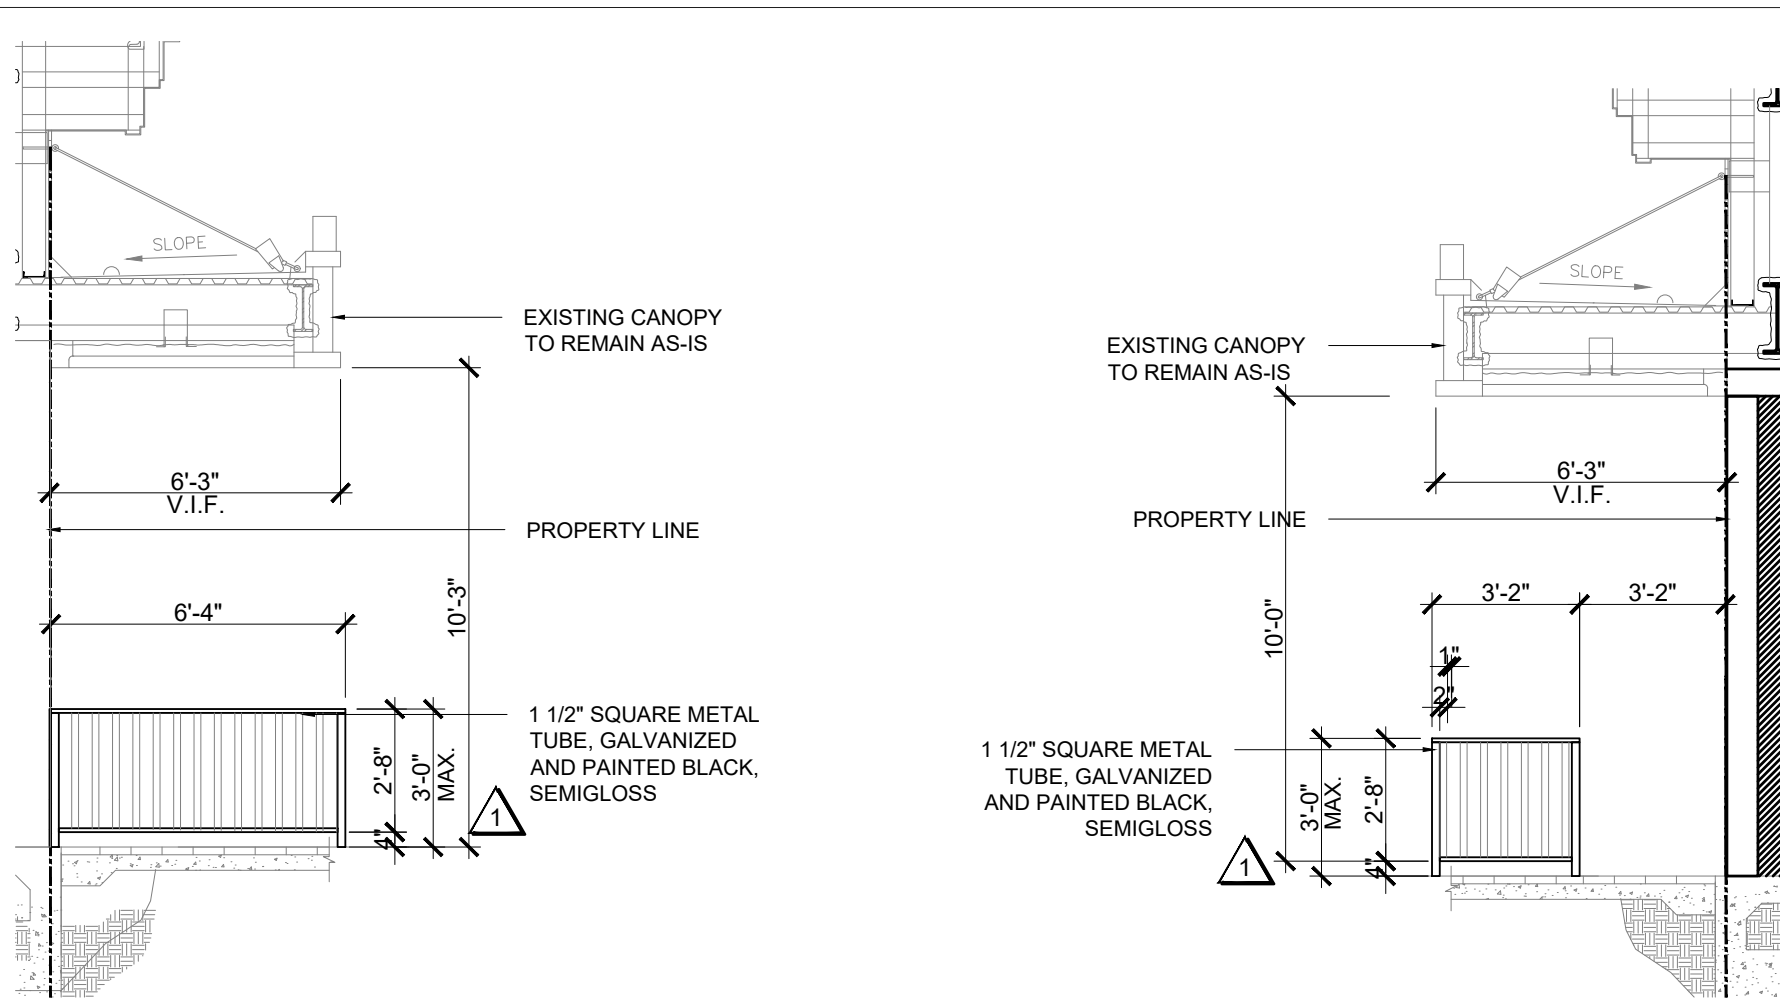 SLOPE
EXISTING CANOPY
TO REMAIN AS-IS
6'-3"
V.I.F.
PROPERTY LINE
10'-3"
6'-4"
1 1/2" SQUARE METAL
TUBE, GALVANIZED
AND PAINTED BLACK,
SEMIGLOSS
2'-8"
3'-0"
MAX.
4"
1
SLOPE
EXISTING CANOPY
TO REMAIN AS-IS
6'-3"
V.I.F.
PROPERTY LINE
10'-0"
3'-2"
3'-2"
1"
2"
1 1/2" SQUARE METAL
TUBE, GALVANIZED
AND PAINTED BLACK,
SEMIGLOSS
3'-0"
MAX.
2'-8"
4"
1